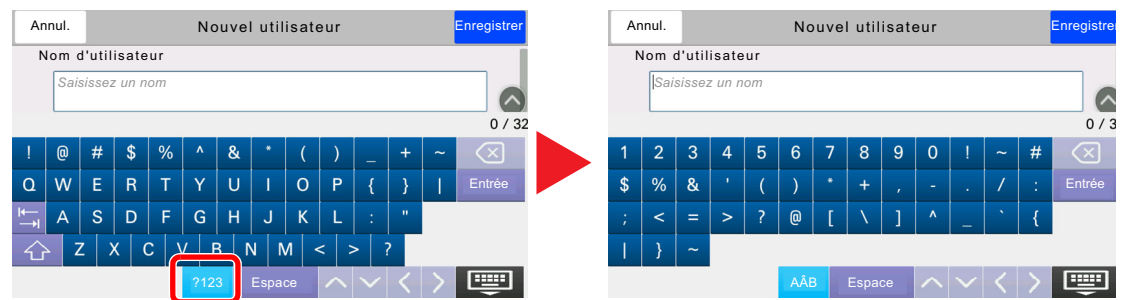 Annul. Nouvel utilisateur Enregistrer
Nom d'utilisateur
Saisissez un nom
0 / 32
! @ # $ % ^ & * ( ) _ + ~
Q W E R T Y U I O P { } | Entrée
A S D F G H J K L : "
Z X C V B N M < > ?
?123 Espace
Annul. Nouvel utilisateur Enregistre
Nom d'utilisateur
Saisissez un nom
0 / 3
1 2 3 4 5 6 7 8 9 0 ! ~ #
$ % & ' ( ) * + , - . / : Entrée
; < = > ? @ [ \ ] ^ _ ` {
| } ~
AÂB Espace